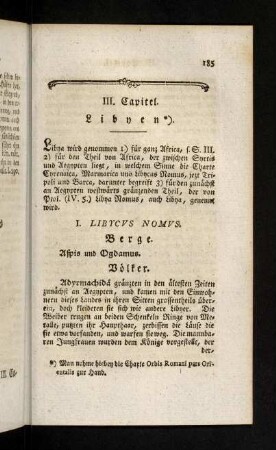 185
III. Capitel.
Libyen*).
Libya wird genommen 1) für ganz Africa, s. S. III.
2) für den Theil von Africa, der zwischen Syrtis
und Aegypten liegt, in welchem Sinne die Charte
Cyrenaica, Marmarica und Libycus Nomus, jezt Tri-
poli und Barca, darunter begreift 3) für den zunächst
an Aegypten westwärts gränzenden Theil, der von
Ptol. (IV. 5.) Libya Nomus, auch Libya, genennt
wird.
I. LIBYCVS NOMVS.
Berge.
Aspis und Ogdamus.
Völker.
Adyrmachidä gränzten in den ältesten Zeiten
zunächst an Aegypten, und kamen mit den Einwoh-
nern dieses Landes in ihren Sitten grossentheils über-
ein, doch kleideten sie sich wie andere Libyer. Die
Weiber trugen an beiden Schenkeln Ringe von Me-
talle, putzten ihr Haupthaar, zerbissen die Läuse die
sie etwa vorfanden, und warfen sie weg. Die mannba-
ren Jungfrauen wurden dem Könige vorgestellt, der
der-
*) Man nehme hiebey die Charte Orbis Romani pars Ori-
entalis zur Hand.